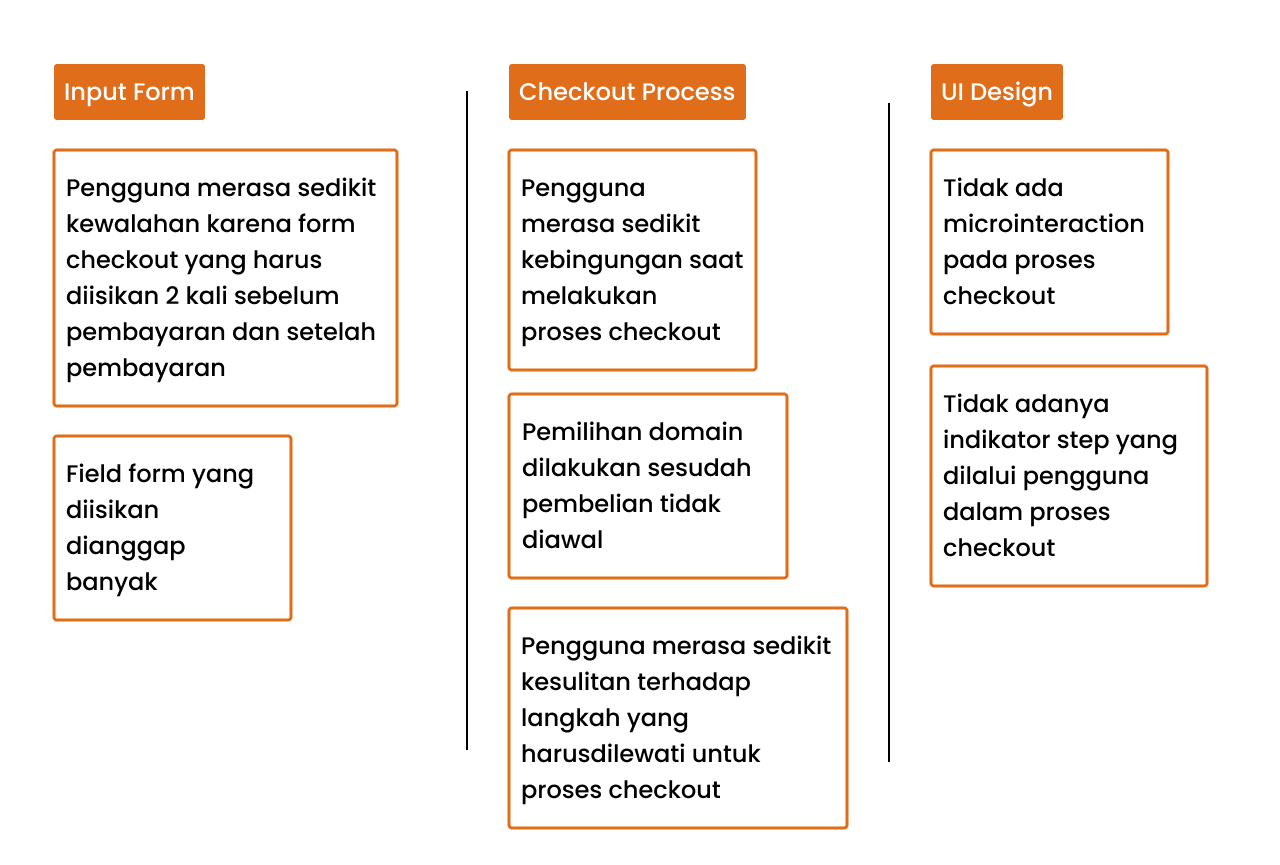 Input Form
Pengguna merasa sedikit
kewalahan karena form
checkout yang harus
diisikan 2 kali sebelum
pembayaran dan setelah
pembayaran
Field form yang
diisikan
dianggap
banyak
Checkout Process
Pengguna
merasa sedikit
kebingungan saat
melakukan
proses checkout
Pemilihan domain
dilakukan sesudah
pembelian tidak
diawal
Pengguna merasa sedikit
kesulitan terhadap
langkah yang
harusdilewati untuk
proses checkout
UI Design
Tidak ada
microinteraction
pada proses
checkout
Tidak adanya
indikator step yang
dilalui pengguna
dalam proses
checkout